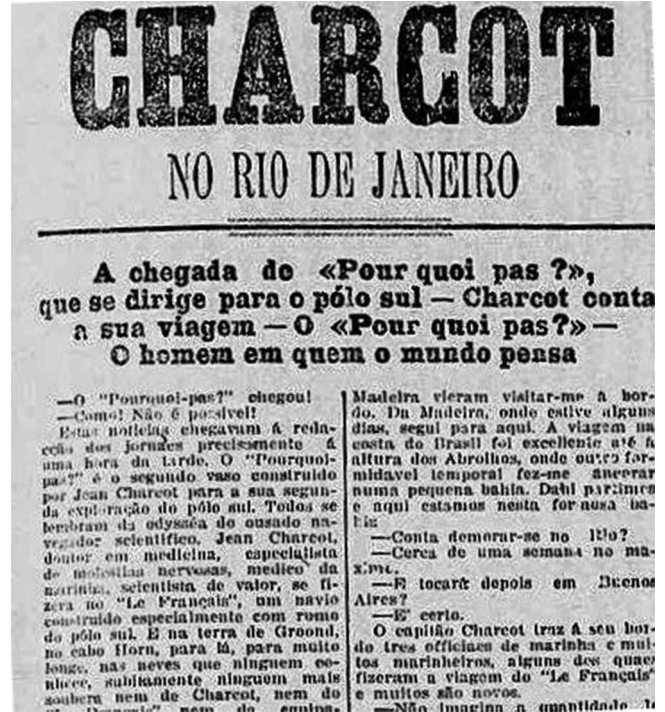 CHARCOT
NO RIO DE JANEIRO
A chegada do «Pour quoi pas ?»,
que se dirige para o pólo sul — Charcot conta
a sua viagem — O «Pour quoi pas?» —
O homem em quem o mundo pensa
—O "Pourquoi-pas?" chegou!
—Como! Não é possivel!
Estas noticias chegavam á reda-
cção dos jornaes precisamente á
uma hora da tarde. O "Pourquoi-
pas?" é o segundo vaso construido
por Jean Charcot para a sua segun-
da exploração do pólo sul. Todos se
lembram da odysséa do ousado na-
vegador scientifico. Jean Charcot,
doutor em medicina, especialista
de molestias nervosas, medico da
marinha, scientista de valor, se fi-
zera no "Le Français", um navio
construido especialmente com rumo
do pólo sul. E na terra de Groond,
no cabo Horn, para lá, para muito
longe, nas neves que ninguem co-
nhece, subitamente ninguem mais
soubera nem de Charcot, nem do
nem da
Madeira vieram visitar-me á bor-
do. Da Madeira, onde estive alguns
dias, segui para aqui. A viagem na
costa do Brasil foi excellente até á
altura dos Abrolhos, onde outro for-
midavel temporal fez-me ancorar
numa pequena bahia. Dahi partimos
e aqui estamos nesta formosa ba-
hia
—Conta demorar-se no Rio?
—Cerca de uma semana no ma-
ximo.
—E tocará depois em Buenos
Aires?
—E' certo.
O capitão Charcot traz á seu bor-
do tres officiaes de marinha e mui-
tos marinheiros, alguns dos quaes
fizeram a viagem do "Le Français"
e muitos são novos.
—Não imagina a quantidade de